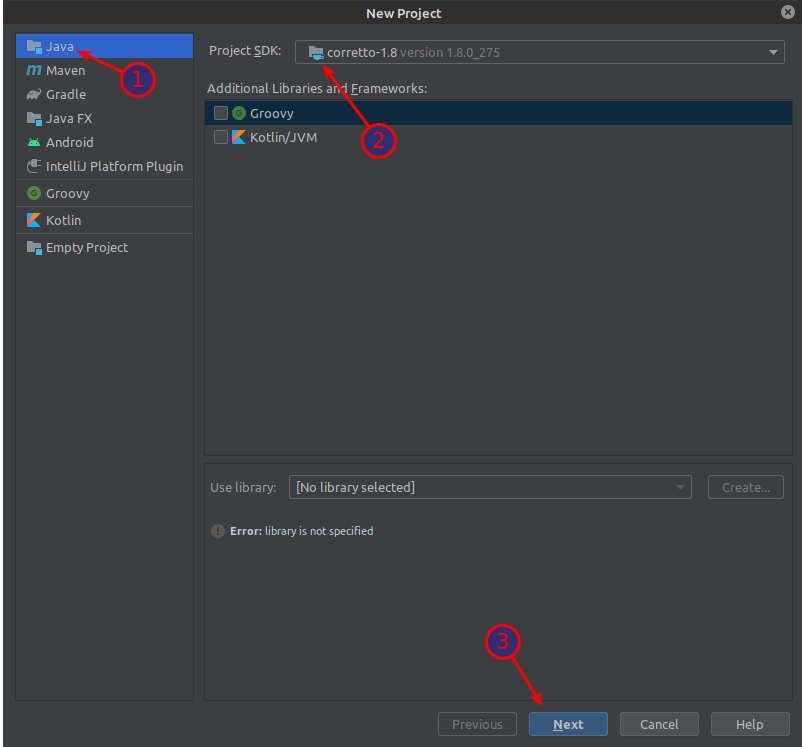 New Project
Java
1
Maven
Gradle
Java FX
Android
IntelliJ Platform Plugin
Groovy
Kotlin
Empty Project
Project SDK: corretto-1.8 version 1.8.0_275
Additional Libraries and Frameworks:
Groovy
2
Kotlin/JVM
Use library: [No library selected] Create...
Error: library is not specified
3
Previous Next Cancel Help